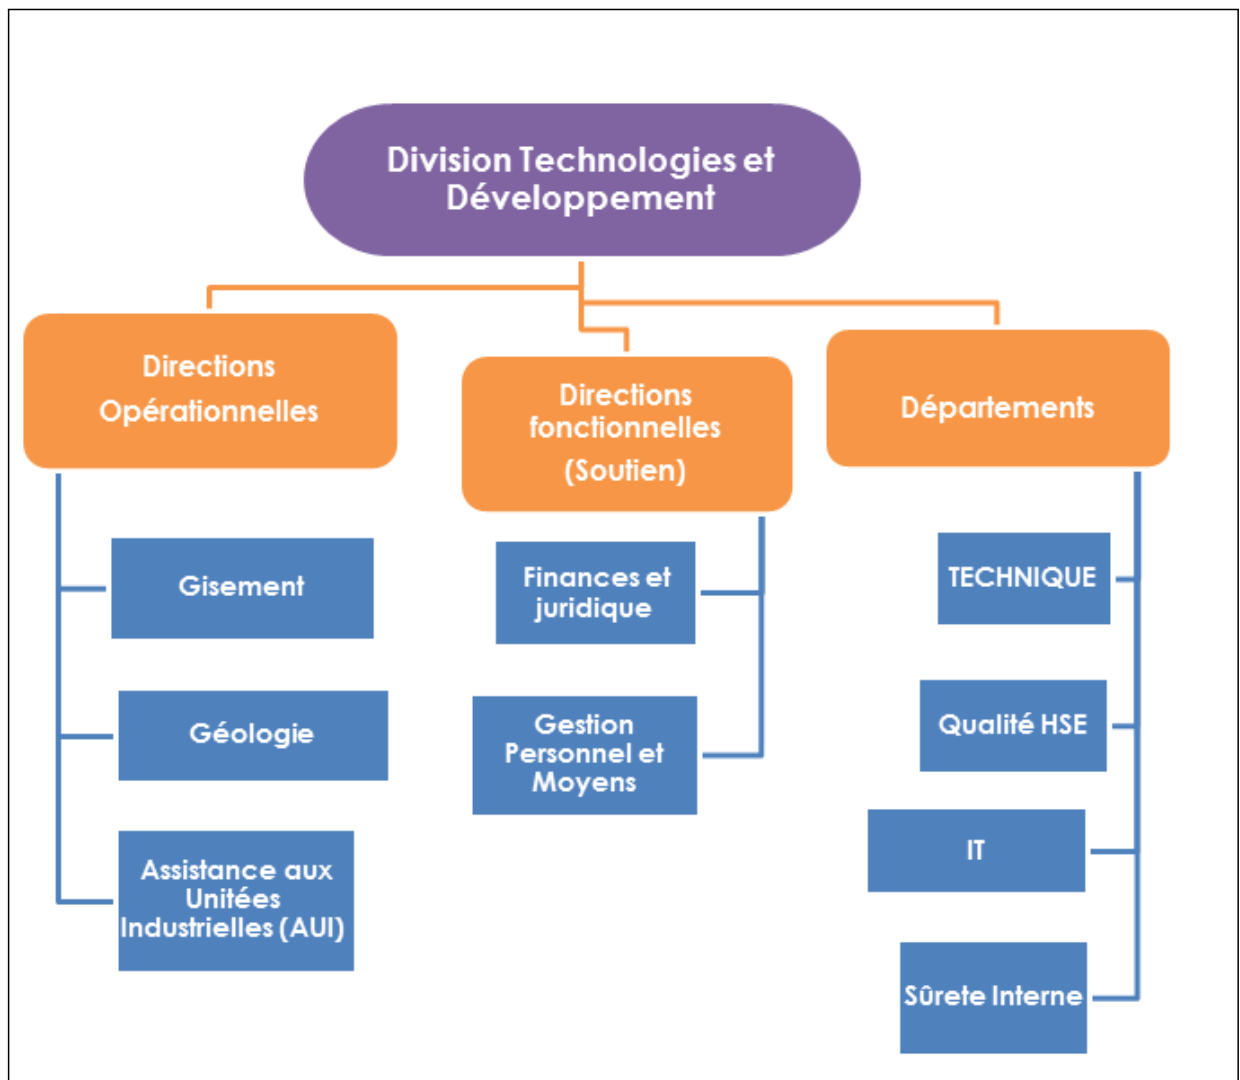 Division Technologies et
Développement
Directions
Opérationnelles
Directions
fonctionnelles
(Soutien)
Départements
Gisement
Géologie
Assistance aux
Unitées
Industrielles (AUI)
Finances et
juridique
Gestion
Personnel et
Moyens
TECHNIQUE
Qualité HSE
IT
Sûrete Interne